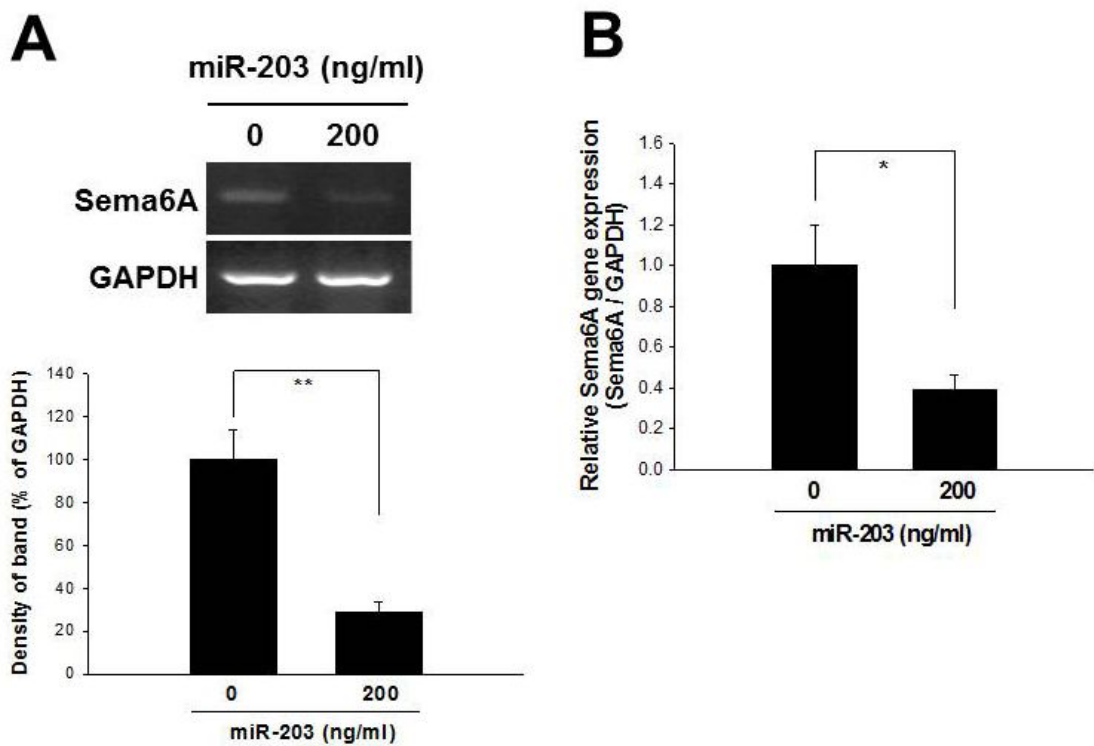 A
miR-203 (ng/ml)
0 200
Sema6A
GAPDH
Density of band (% of GAPDH)
140
120
100
80
60
40
20
0
**
0 200
miR-203 (ng/ml)
B
Relative Sema6A gene expression
(Sema6A / GAPDH)
1.6
1.4
1.2
1.0
0.8
0.6
0.4
0.2
0.0
*
0 200
miR-203 (ng/ml)